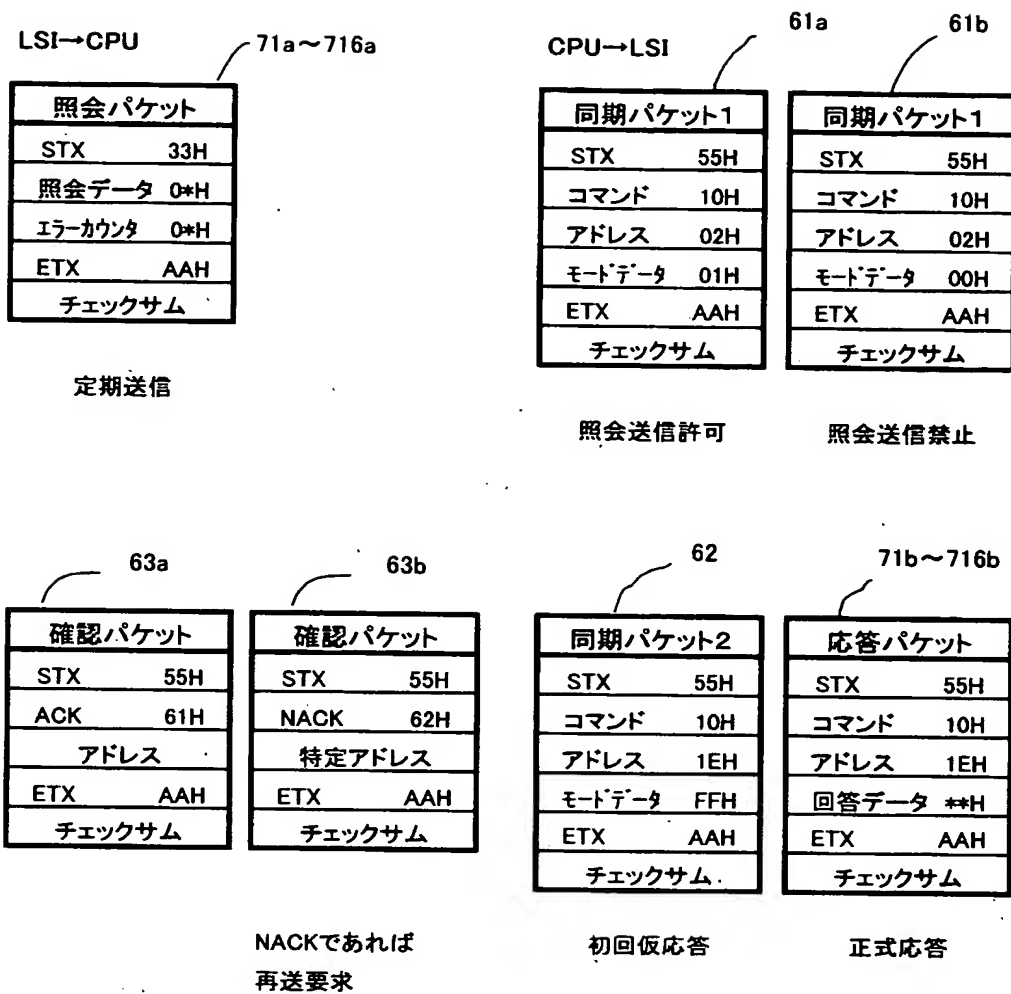 LSI→CPU
71a～716a
照会パケット
STX 33H
照会データ 0*H
エラーカウンタ 0*H
ETX AAH
チェックサム
定期送信
CPU→LSI
61a
同期パケット1
STX 55H
コマンド 10H
アドレス 02H
モードデータ 01H
ETX AAH
チェックサム
照会送信許可
61b
同期パケット1
STX 55H
コマンド 10H
アドレス 02H
モードデータ 00H
ETX AAH
チェックサム
照会送信禁止
63a
確認パケット
STX 55H
ACK 61H
アドレス
ETX AAH
チェックサム
63b
確認パケット
STX 55H
NACK 62H
特定アドレス
ETX AAH
チェックサム
NACKであれば
再送要求
62
同期パケット2
STX 55H
コマンド 10H
アドレス 1EH
モードデータ FFH
ETX AAH
チェックサム
初回仮応答
71b～716b
応答パケット
STX 55H
コマンド 10H
アドレス 1EH
回答データ **H
ETX AAH
チェックサム
正式応答